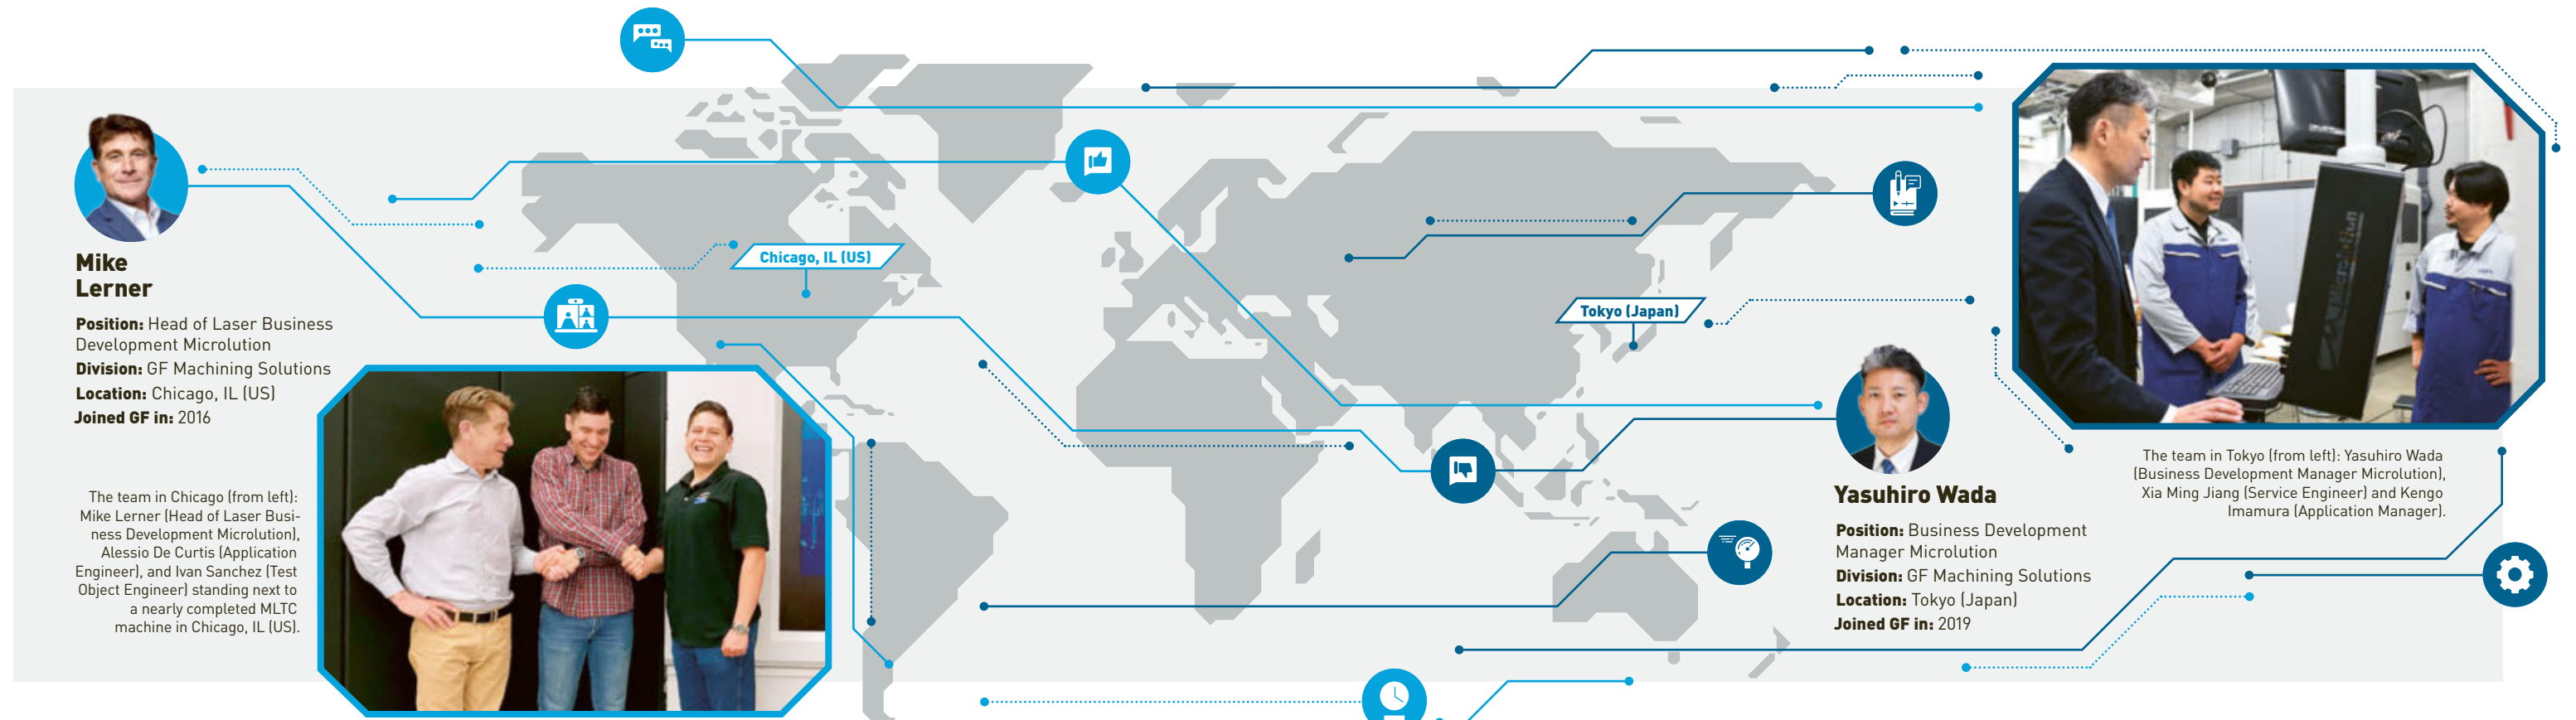 Mike
Lerner
Position: Head of Laser Business
Development Microlution
Division: GF Machining Solutions
Location: Chicago, IL (US)
Joined GF in: 2016
The team in Chicago (from left):
Mike Lerner (Head of Laser Busi-
ness Development Microlution),
Alessio De Curtis (Application
Engineer), and Ivan Sanchez (Test
Object Engineer) standing next to
a nearly completed MLTC
machine in Chicago, IL (US).
Chicago, IL (US)
Tokyo (Japan)
Yasuhiro Wada
Position: Business Development
Manager Microlution
Division: GF Machining Solutions
Location: Tokyo (Japan)
Joined GF in: 2019
Microlution
The team in Tokyo (from left): Yasuhiro Wada
(Business Development Manager Microlution),
Xia Ming Jiang (Service Engineer) and Kengo
Imamura (Application Manager).